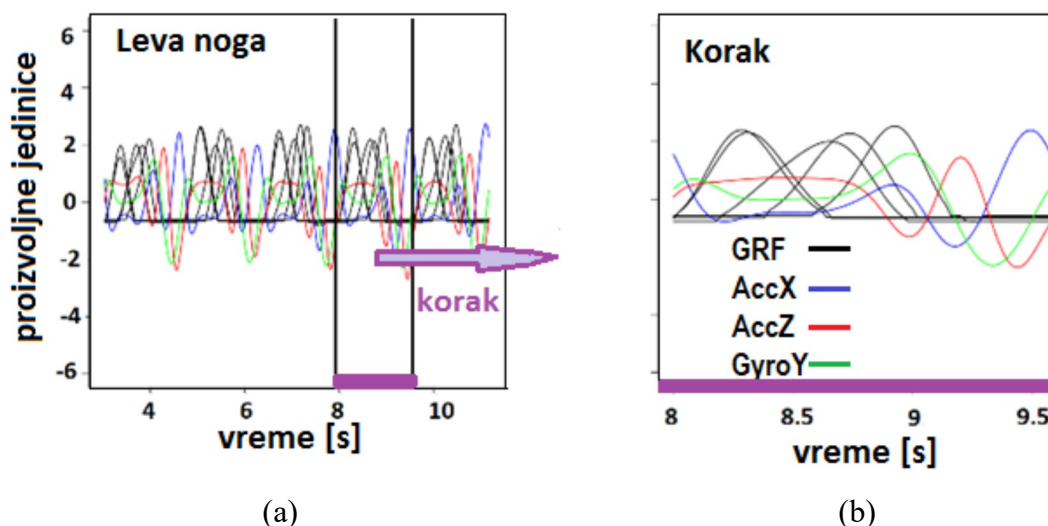 Leva noga
proizvoljne jedinice
6
4
2
0
-2
-4
-6
korak
4 6 8 10
vreme [s]
(a)
Korak
GRF
AccX
AccZ
GyroY
8 8.5 9 9.5
vreme [s]
(b)